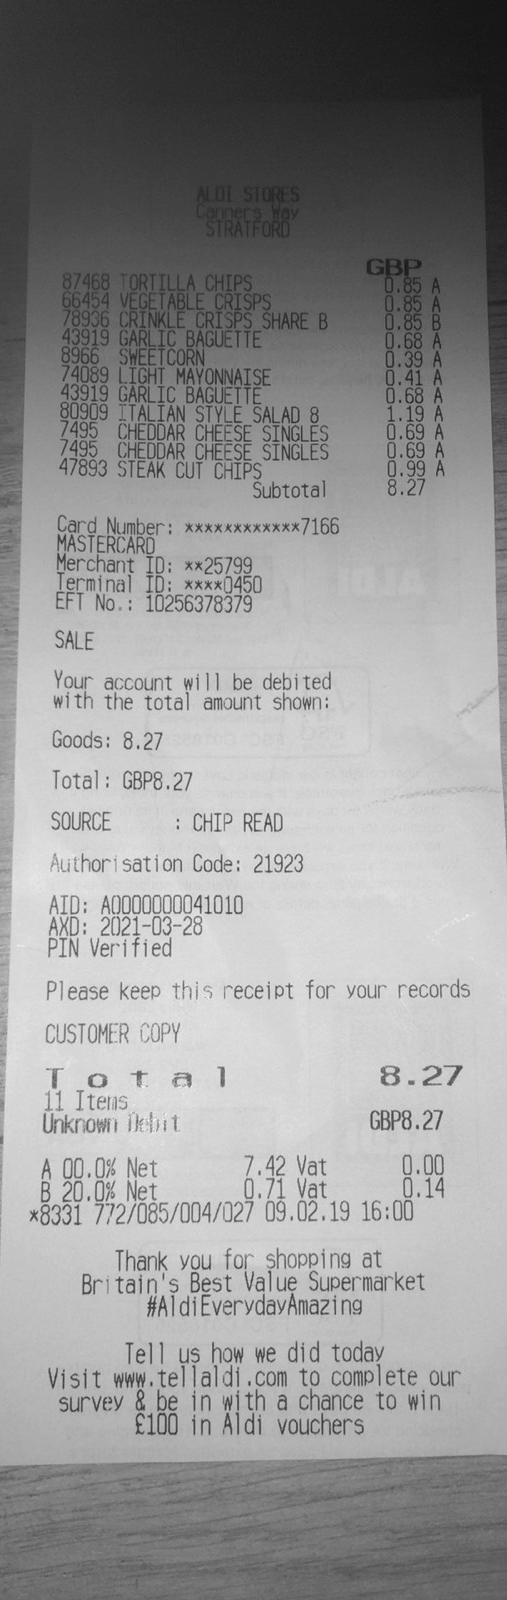 ALDI STORES
Canners Way
STRATFORD
GBP
87468 TORTILLA CHIPS 0.85 A
66454 VEGETABLE CRISPS 0.85 A
78936 CRINKLE CRISPS SHARE B 0.85 B
43919 GARLIC BAGUETTE 0.68 A
8966 SWEETCORN 0.39 A
74089 LIGHT MAYONNAISE 0.41 A
43919 GARLIC BAGUETTE 0.68 A
80909 ITALIAN STYLE SALAD 8 1.19 A
7495 CHEDDAR CHEESE SINGLES 0.69 A
7495 CHEDDAR CHEESE SINGLES 0.69 A
47893 STEAK CUT CHIPS 0.99 A
Subtotal 8.27
Card Number: ************7166
MASTERCARD
Merchant ID: **25799
Terminal ID: ****0450
EFT No.: 10256378379
SALE
Your account will be debited
with the total amount shown:
Goods: 8.27
Total: GBP8.27
SOURCE : CHIP READ
Authorisation Code: 21923
AID: A0000000041010
AXD: 2021-03-28
PIN Verified
Please keep this receipt for your records
CUSTOMER COPY
Total 8.27
11 Items
Unknown Debit GBP8.27
A 00.0% Net 7.42 Vat 0.00
B 20.0% Net 0.71 Vat 0.14
*8331 772/085/004/027 09.02.19 16:00
Thank you for shopping at
Britain's Best Value Supermarket
#AldiEverydayAmazing
Tell us how we did today
Visit www.tellaldi.com to complete our
survey & be in with a chance to win
£100 in Aldi vouchers